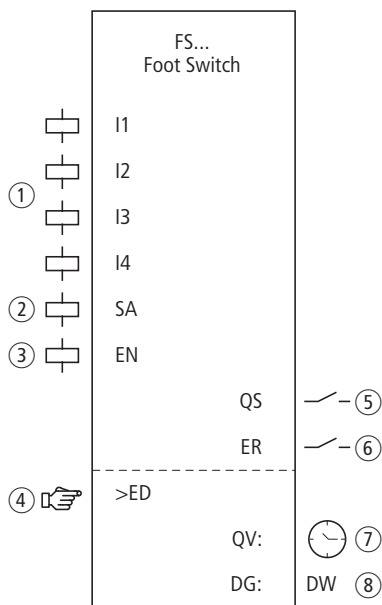 FS...
Foot Switch
I1
① I2
I3
I4
② SA
③ EN
QS ⑤
ER ⑥
④ >ED
QV: ⑦
DG: DW ⑧